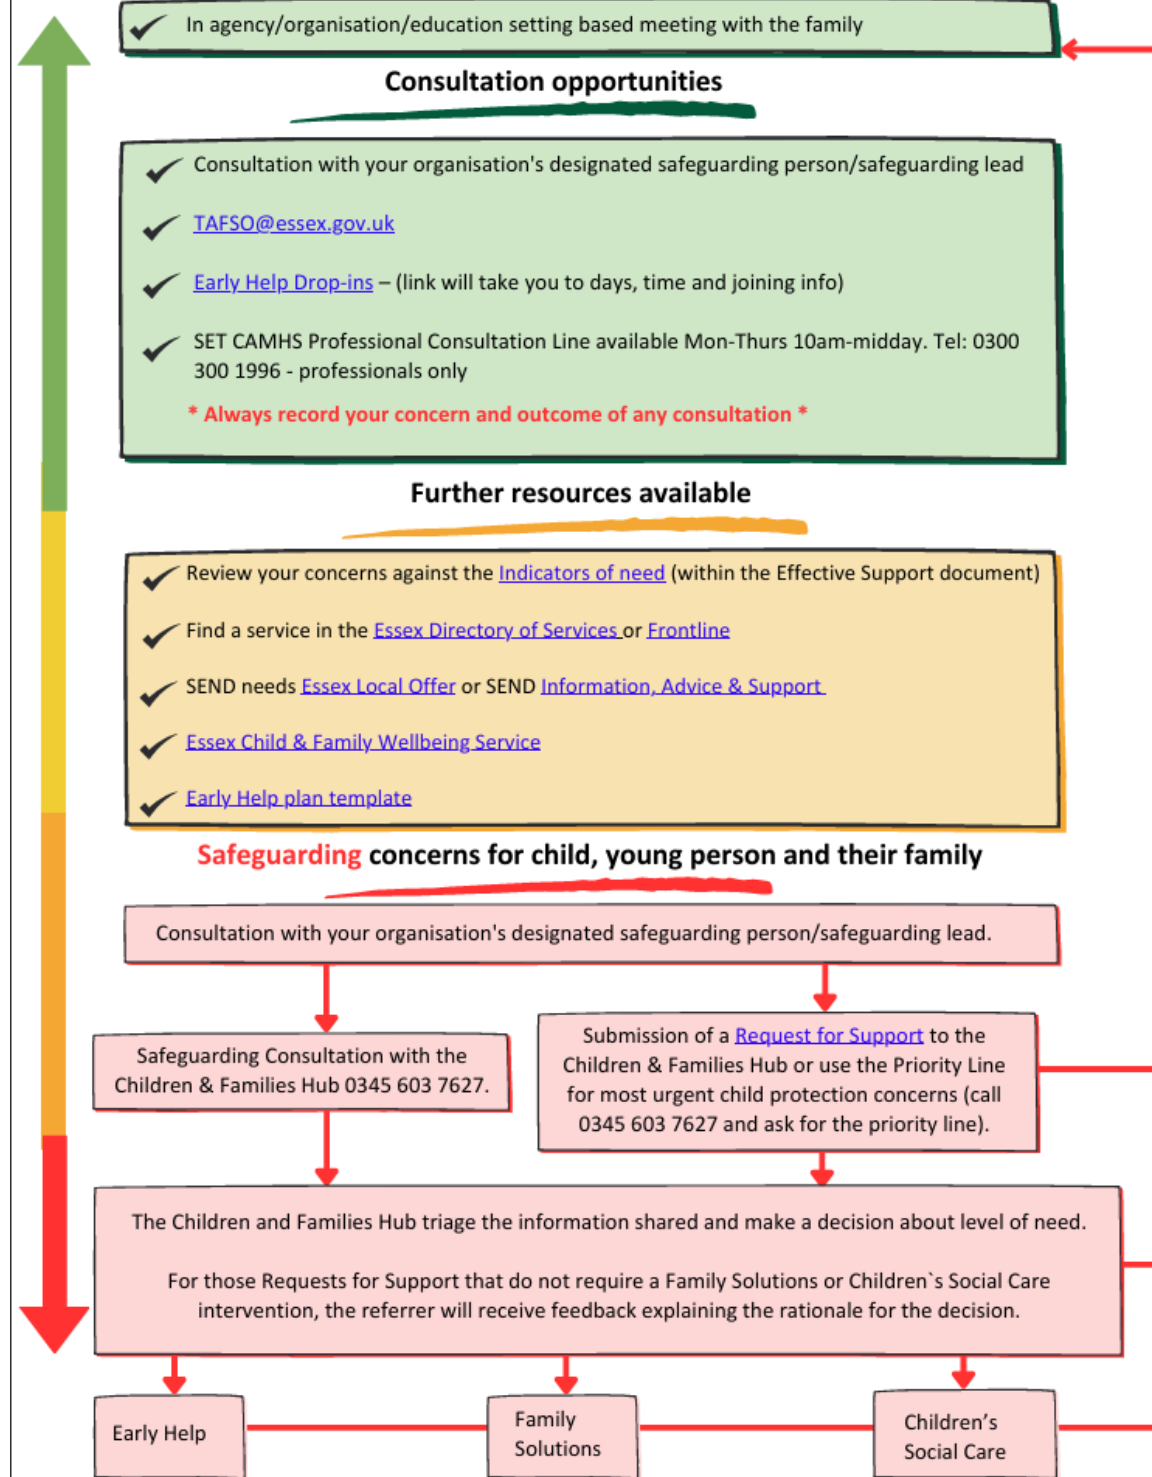 In agency/organisation/education setting based meeting with the family
Consultation opportunities
Consultation with your organisation's designated safeguarding person/safeguarding lead
TAFSO@essex.gov.uk
Early Help Drop-ins – (link will take you to days, time and joining info)
SET CAMHS Professional Consultation Line available Mon-Thurs 10am-midday. Tel: 0300
300 1996 - professionals only
* Always record your concern and outcome of any consultation *
Further resources available
Review your concerns against the Indicators of need (within the Effective Support document)
Find a service in the Essex Directory of Services or Frontline
SEND needs Essex Local Offer or SEND Information, Advice & Support
Essex Child & Family Wellbeing Service
Early Help plan template
Safeguarding concerns for child, young person and their family
Consultation with your organisation's designated safeguarding person/safeguarding lead.
Safeguarding Consultation with the
Children & Families Hub 0345 603 7627.
Submission of a Request for Support to the
Children & Families Hub or use the Priority Line
for most urgent child protection concerns (call
0345 603 7627 and ask for the priority line).
The Children and Families Hub triage the information shared and make a decision about level of need.
For those Requests for Support that do not require a Family Solutions or Children`s Social Care
intervention, the referrer will receive feedback explaining the rationale for the decision.
Early Help
Family
Solutions
Children’s
Social Care